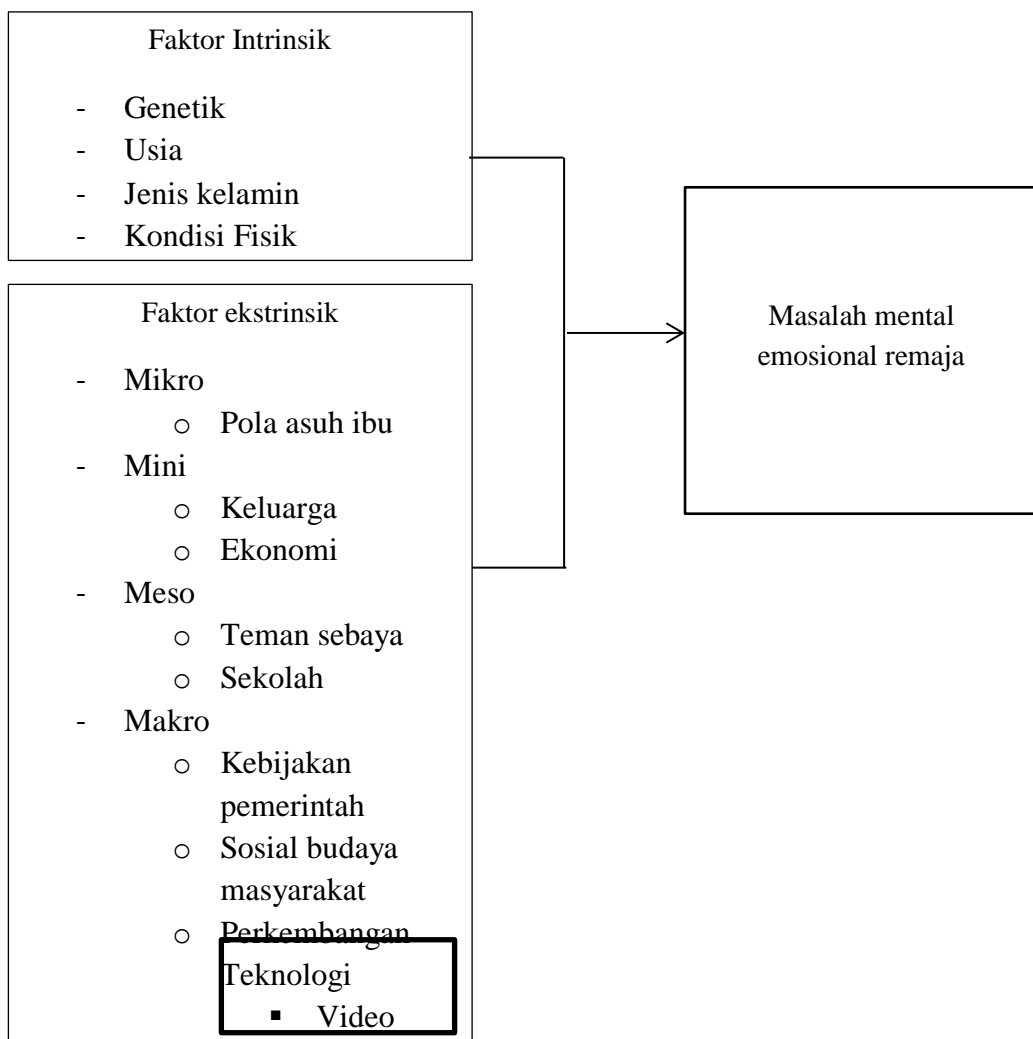 Faktor Intrinsik
- Genetik
- Usia
- Jenis kelamin
- Kondisi Fisik
Faktor ekstrinsik
- Mikro
o Pola asuh ibu
- Mini
o Keluarga
o Ekonomi
- Meso
o Teman sebaya
o Sekolah
- Makro
o Kebijakan
pemerintah
o Sosial budaya
masyarakat
o Perkembangan
Teknologi
▪ Video
Masalah mental
emosional remaja